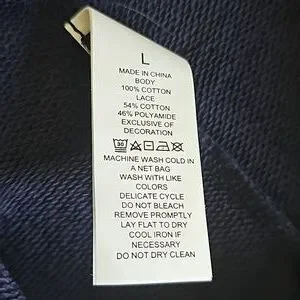 L
MADE IN CHINA
BODY
100% COTTON
LACE
54% COTTON
46% POLYAMIDE
EXCLUSIVE OF
DECORATION
30
MACHINE WASH COLD IN
A NET BAG
WASH WITH LIKE
COLORS
DELICATE CYCLE
DO NOT BLEACH
REMOVE PROMPTLY
LAY FLAT TO DRY
COOL IRON IF
NECESSARY
DO NOT DRY CLEAN